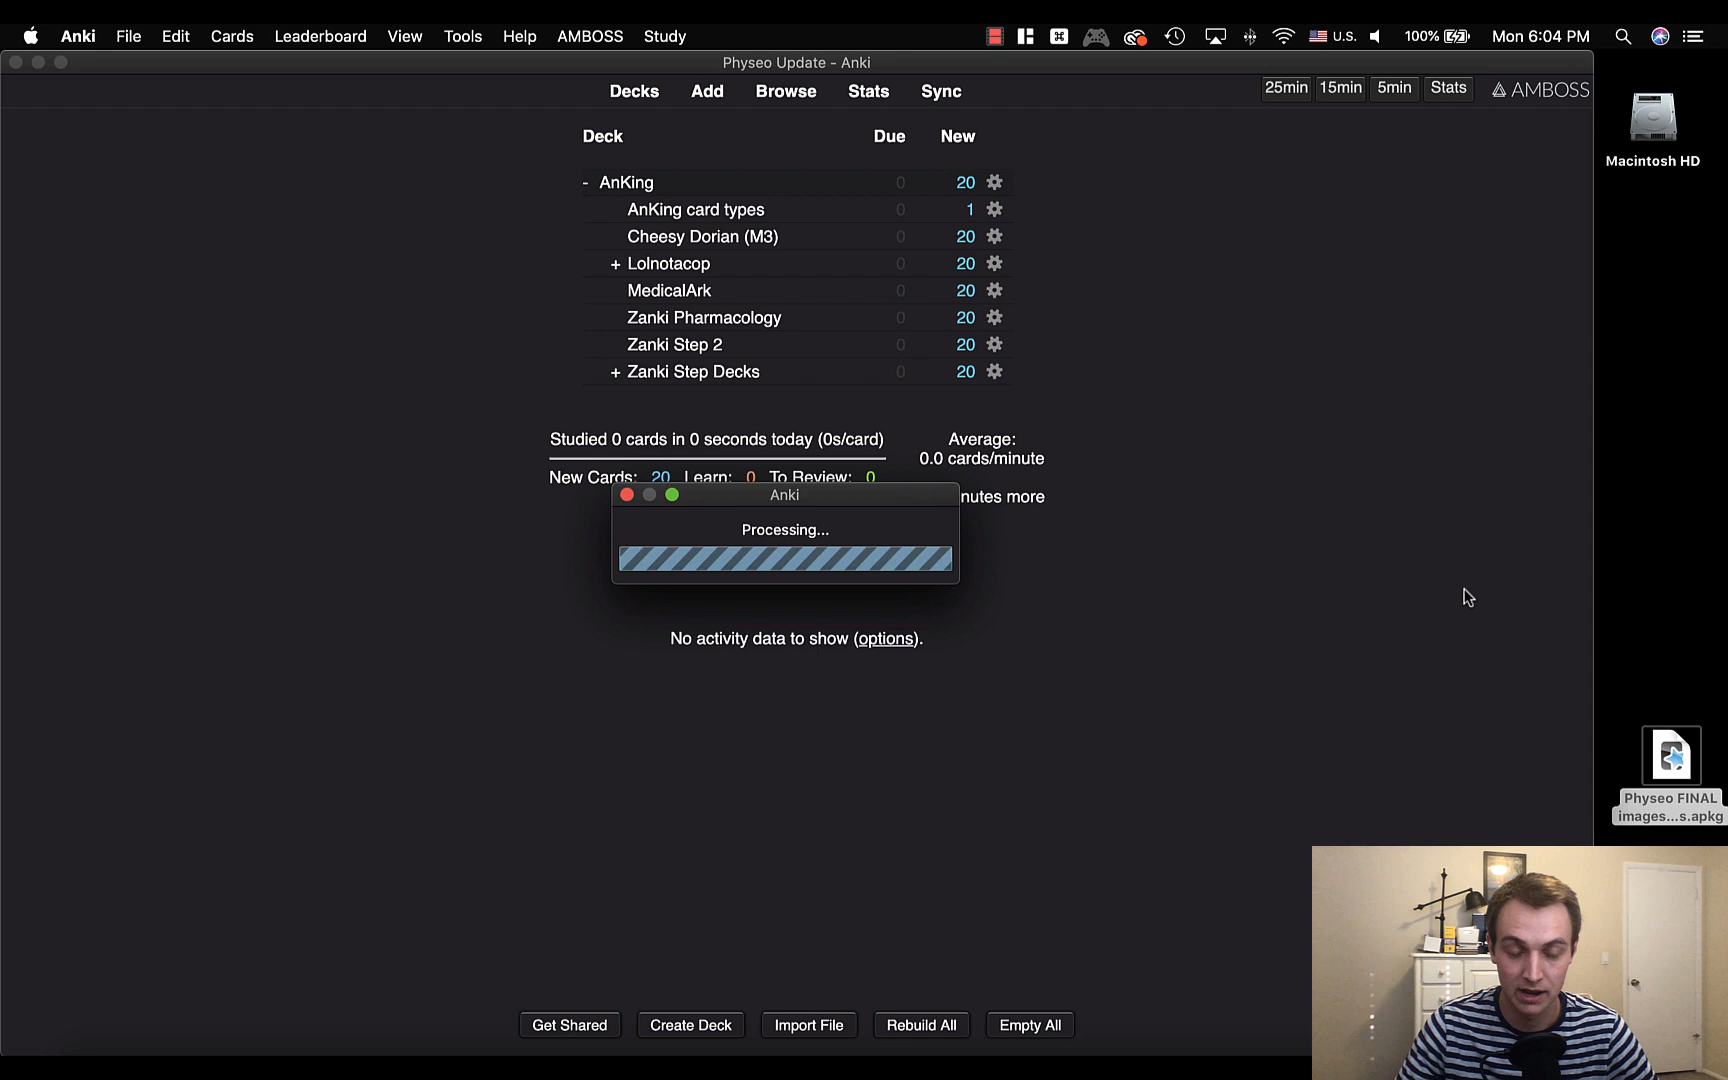 Anki File Edit Cards Leaderboard View Tools Help AMBOSS Study
U.S. 100% Mon 6:04 PM
Physeo Update - Anki
Decks Add Browse Stats Sync
25min 15min 5min Stats AMBOSS
Macintosh HD
Deck Due New
- AnKing 0 20
AnKing card types 0 1
Cheesy Dorian (M3) 0 20
+ Lolnotacop 0 20
MedicalArk 0 20
Zanki Pharmacology 0 20
Zanki Step 2 0 20
+ Zanki Step Decks 0 20
Studied 0 cards in 0 seconds today (0s/card)
Average:
0.0 cards/minute
New Cards: 20 Learn: 0 To Review: 0
nutes more
Anki
Processing...
No activity data to show (options).
Physeo FINAL
images...s.apkg
Get Shared Create Deck Import File Rebuild All Empty All